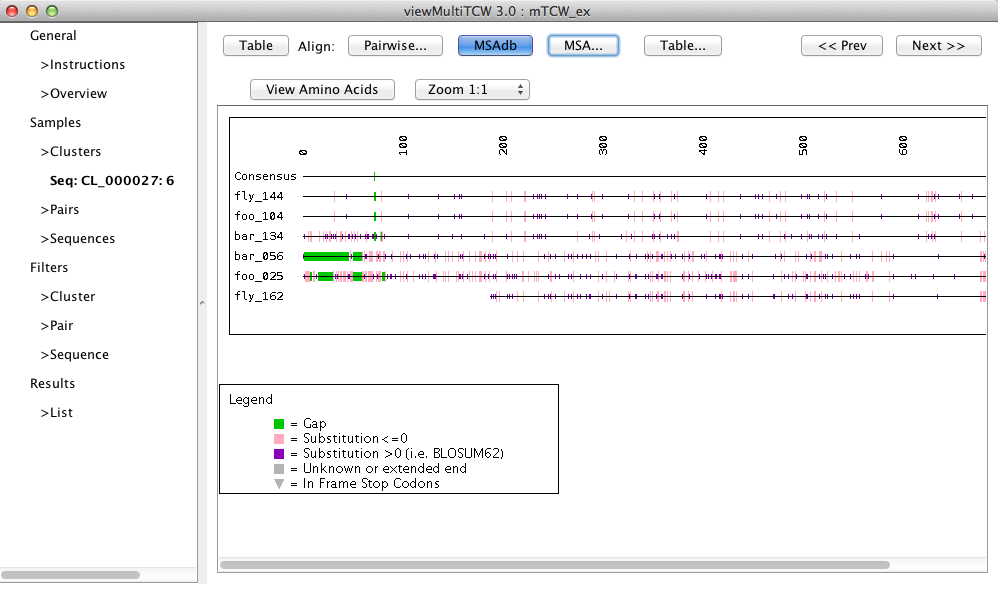 viewMultiTCW 3.0 : mTCW_ex
General
>Instructions
>Overview
Samples
>Clusters
Seq: CL_000027: 6
>Pairs
>Sequences
Filters
>Cluster
>Pair
>Sequence
Results
>List
Table Align: Pairwise... MSAdb MSA... Table... << Prev Next >>
View Amino Acids Zoom 1:1
0 100 200 300 400 500 600
Consensus
fly_144
foo_104
bar_134
bar_056
foo_025
fly_162
Legend
= Gap
= Substitution<=0
= Substitution >0 (i.e. BLOSUM62)
= Unknown or extended end
= In Frame Stop Codons